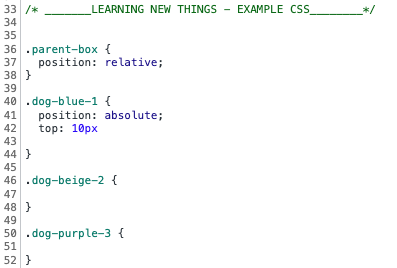 33 /* _______LEARNING NEW THINGS - EXAMPLE CSS________*/
34
35
36 .parent-box {
37   position: relative;
38 }
39
40 .dog-blue-1 {
41   position: absolute;
42   top: 10px
43
44 }
45
46 .dog-beige-2 {
47
48 }
49
50 .dog-purple-3 {
51
52 }